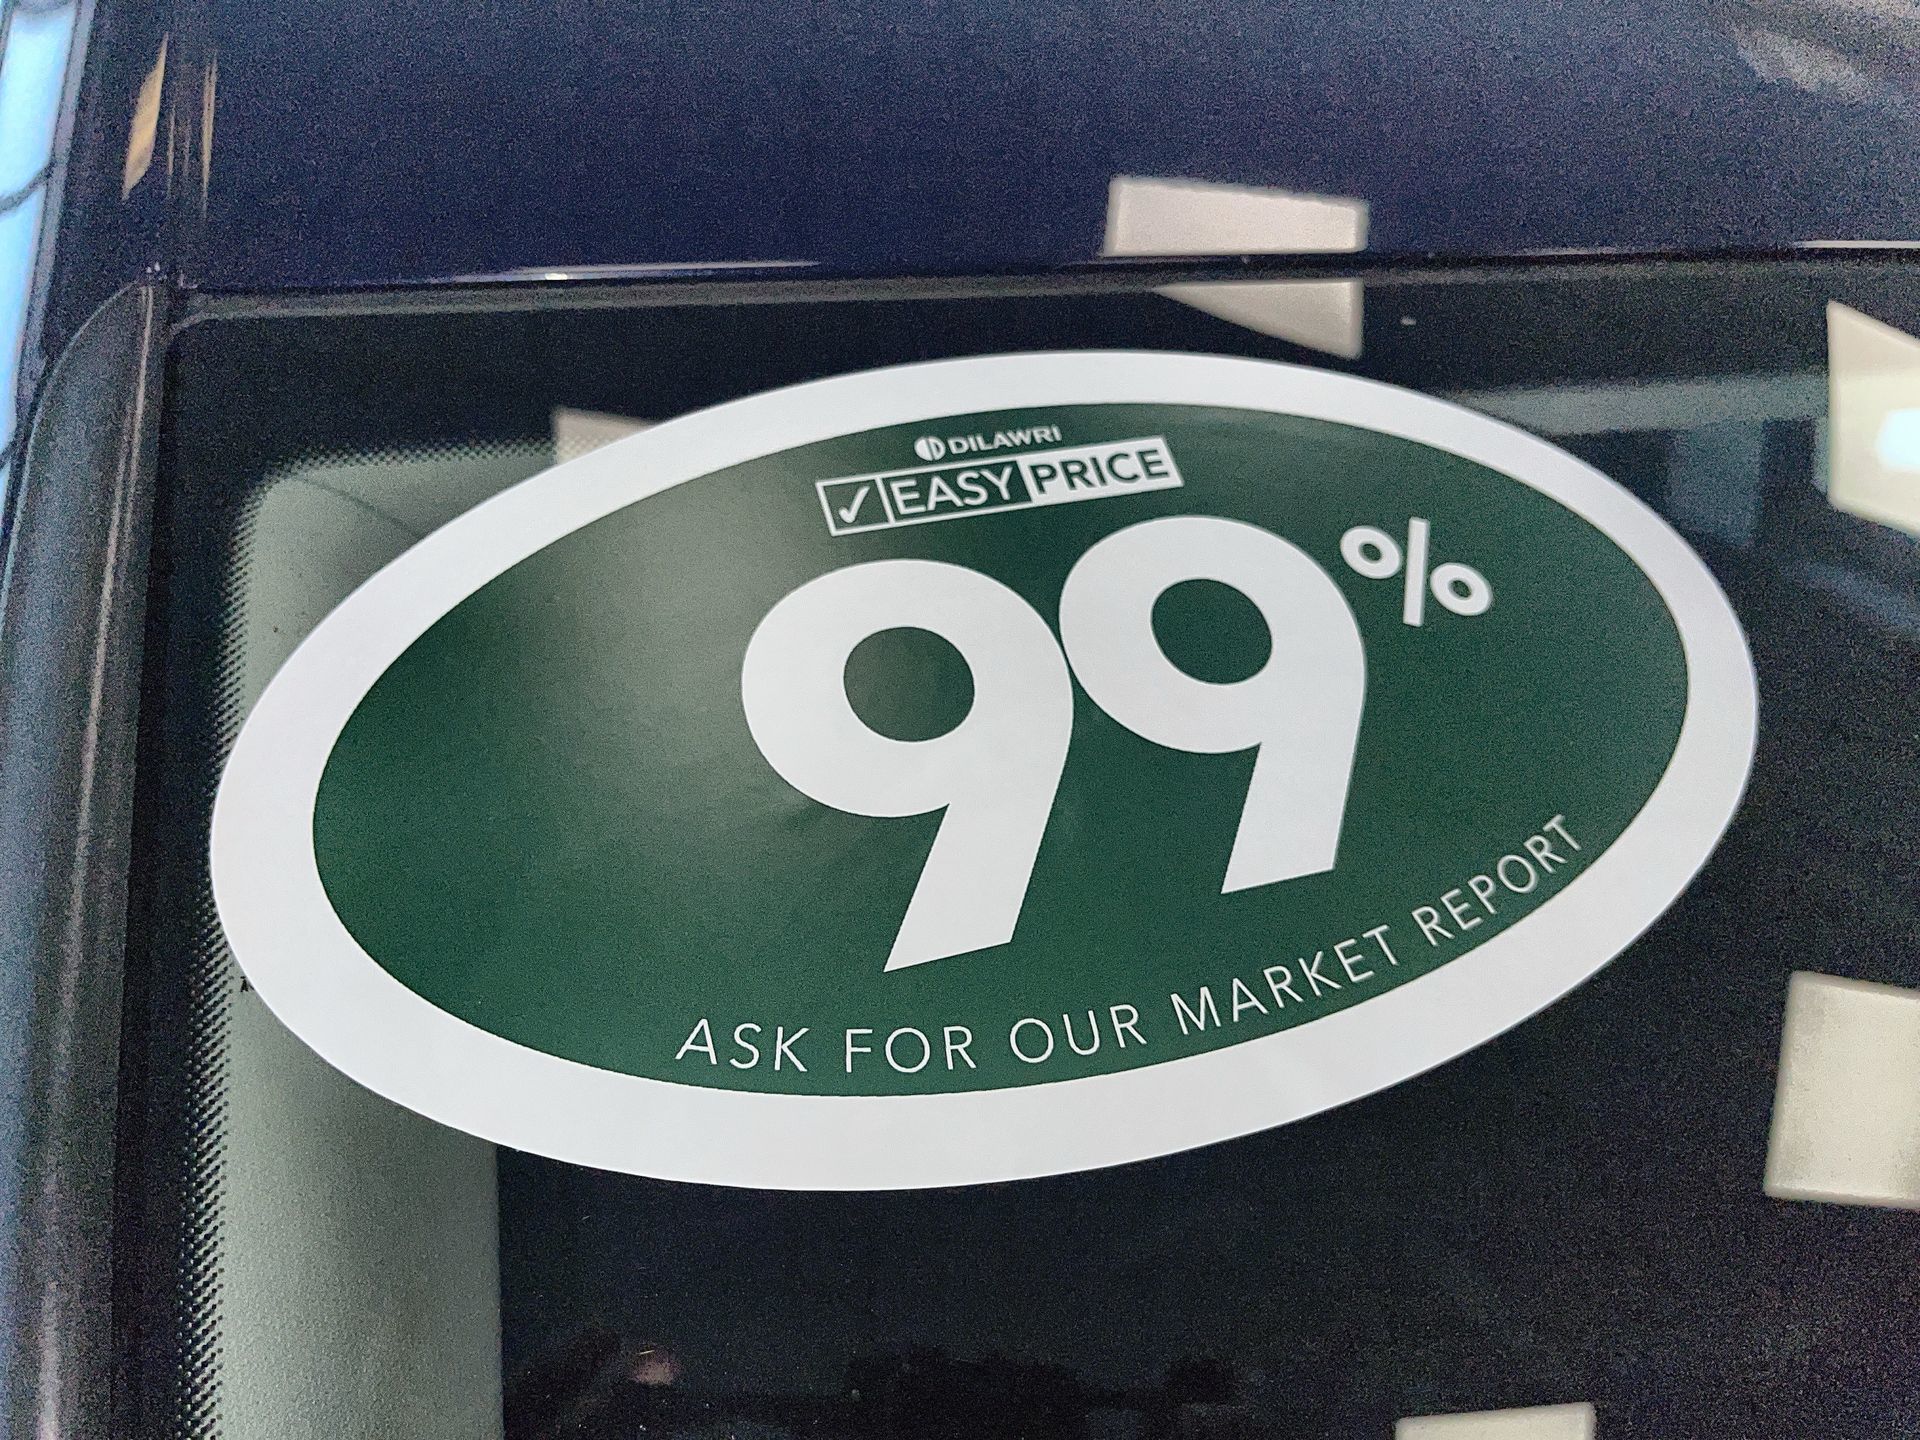 DILAWRI
EASY PRICE
99%
ASK FOR OUR MARKET REPORT